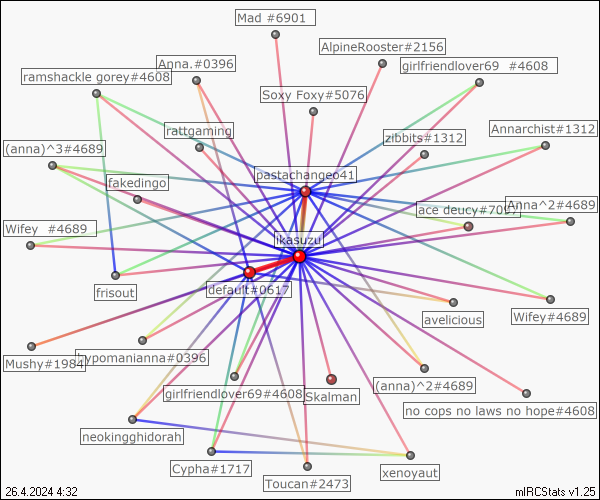 Mad #6901
AlpineRooster#2156
Anna.#0396
girlfriendlover69 #4608
ramshackle gorey#4608
Soxy Foxy#5076
rattgaming
zibbits#1312
Annarchist#1312
(anna)^3#4689
pastachangeo41
fakedingo
ace deucy#7097
Anna^2#4689
Wifey #4689
ikasuzu
default#0617
frisout
avelicious
Wifey#4689
Mushy#1984
hypomanianna#0396
girlfriendlover69#4608
Skalman
(anna)^2#4689
no cops no laws no hope#4608
neokingghidorah
Cypha#1717
Toucan#2473
xenoyaut
26.4.2024 4:32
mIRCStats v1.25